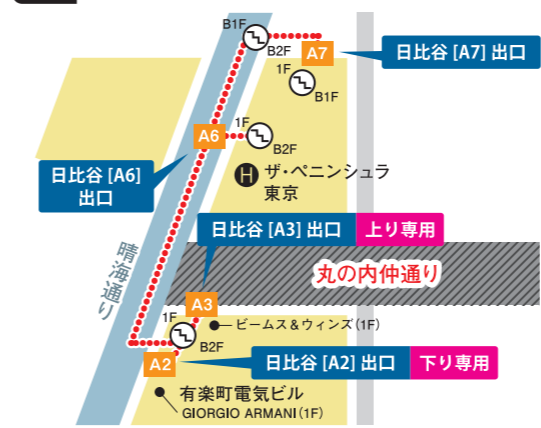 B1F
B2F
A7
日比谷 [A7] 出口
1F
B1F
A6
1F
B2F
日比谷 [A6]
出口
H ザ・ペニンシュラ
東京
晴海通り
日比谷 [A3] 出口 上り専用
丸の内仲通り
A3
1F
ビームス＆ウィンズ(1F)
B2F
A2
日比谷 [A2] 出口 下り専用
有楽町電気ビル
GIORGIO ARMANI(1F)